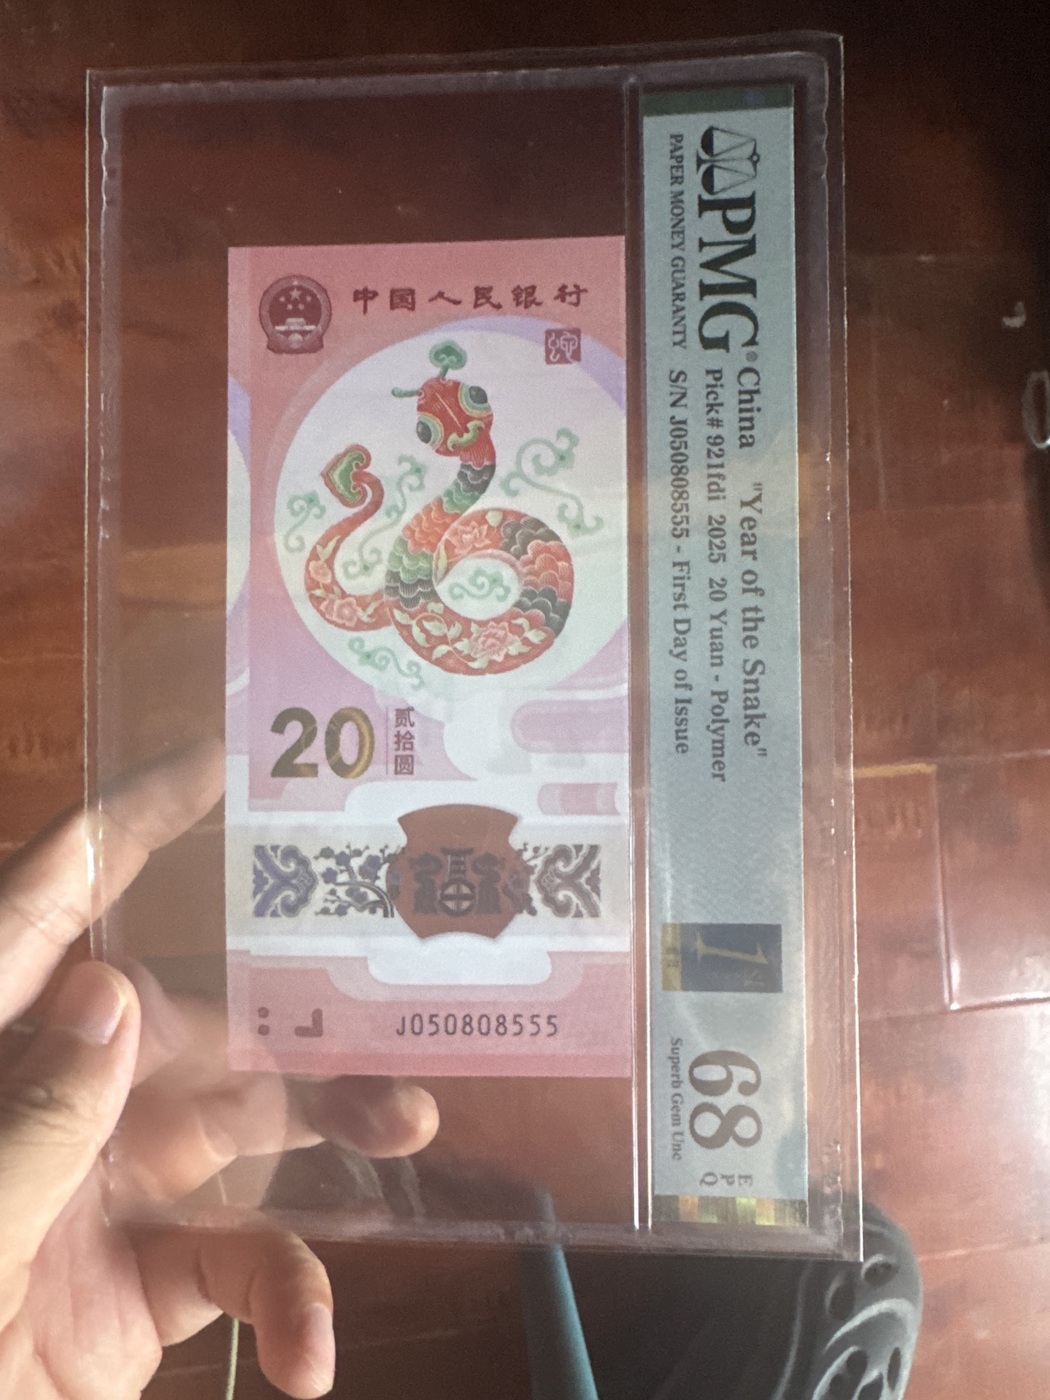 中国人民银行
20
贰拾圆
J050808555
PMG®
PAPER MONEY GUARANTY
China "Year of the Snake"
Pick# 921fdi 2025 20 Yuan - Polymer
S/N J050808555 - First Day of Issue
1ST
68
EPQ
Superb Gem Unc